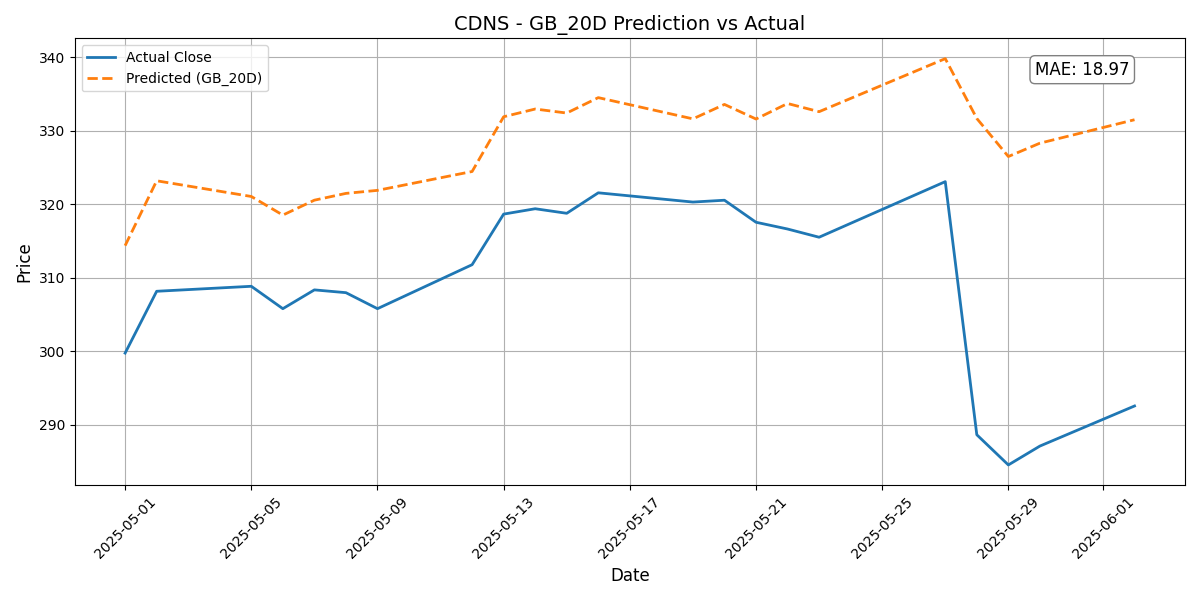 CDNS - GB_20D Prediction vs Actual
Actual Close
Predicted (GB_20D)
MAE: 18.97
Price
340
330
320
310
300
290
2025-05-01
2025-05-05
2025-05-09
2025-05-13
2025-05-17
2025-05-21
2025-05-25
2025-05-29
2025-06-01
Date